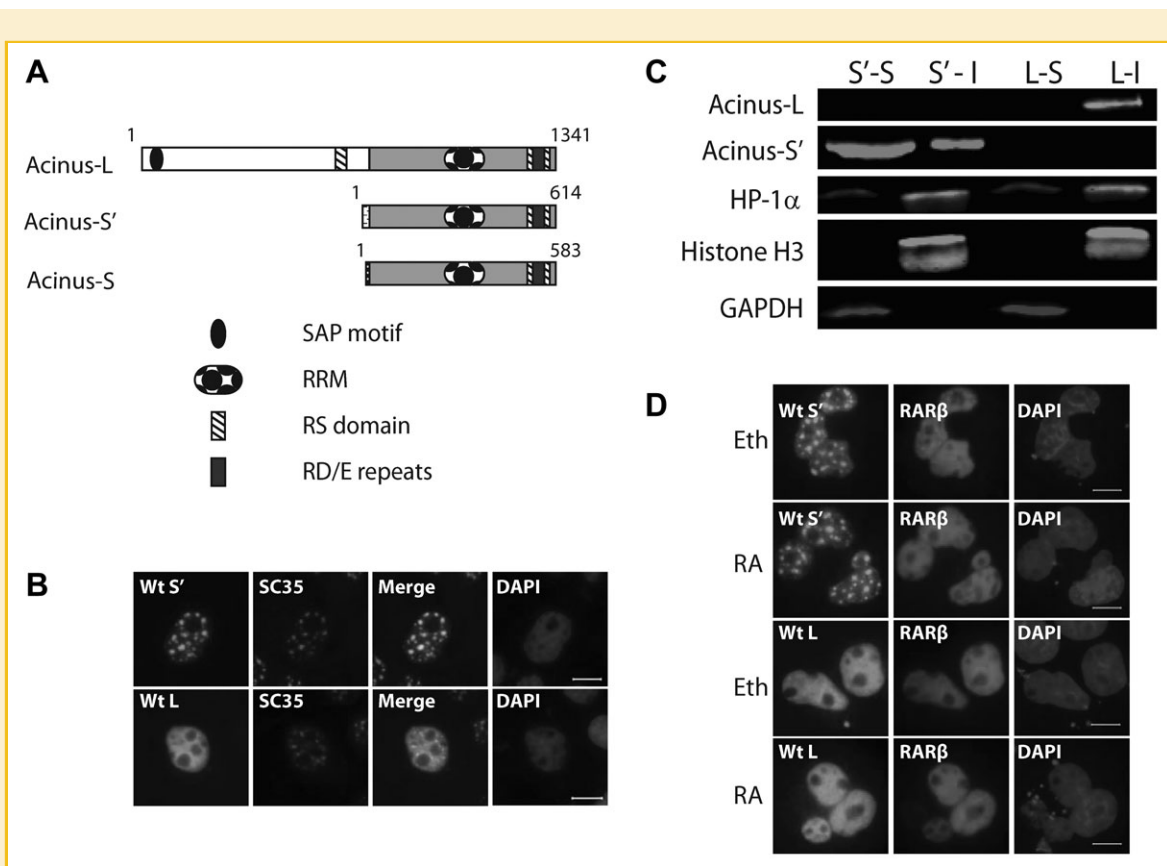 A
1 1341
Acinus-L
1 614
Acinus-S′
1 583
Acinus-S
SAP motif
RRM
RS domain
RD/E repeats
B
Wt S′ SC35 Merge DAPI
Wt L SC35 Merge DAPI
C
S′-S S′-I L-S L-I
Acinus-L
Acinus-S′
HP-1α
Histone H3
GAPDH
D
Eth Wt S′ RARβ DAPI
RA Wt S′ RARβ DAPI
Eth Wt L RARβ DAPI
RA Wt L RARβ DAPI